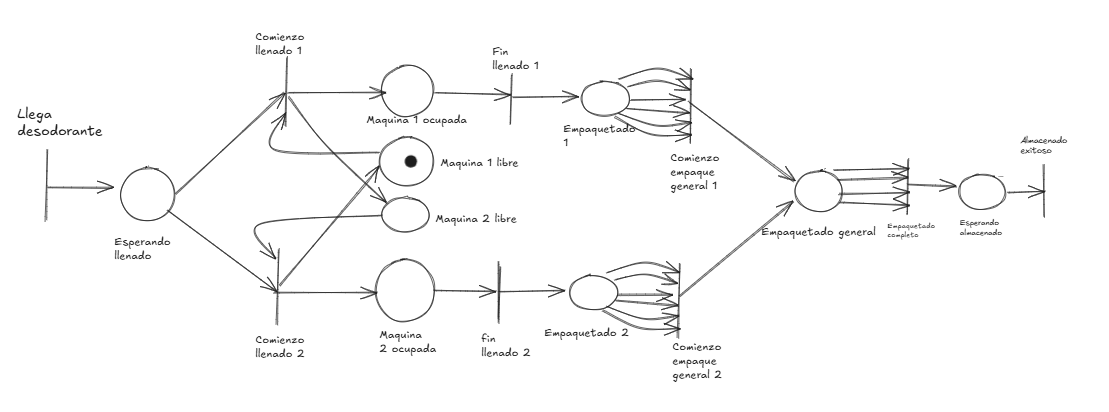 Llega
desodorante
Esperando
llenado
Comienzo
llenado 1
Maquina 1 ocupada
Fin
llenado 1
Maquina 1 libre
Maquina 2 libre
Comienzo
llenado 2
Maquina
2 ocupada
fin
llenado 2
Empaquetado
1
Comienzo
empaque
general 1
Empaquetado 2
Comienzo
empaque
general 2
Empaquetado general
Empaquetado
completo
Esperando
almacenado
Almacenado
exitoso